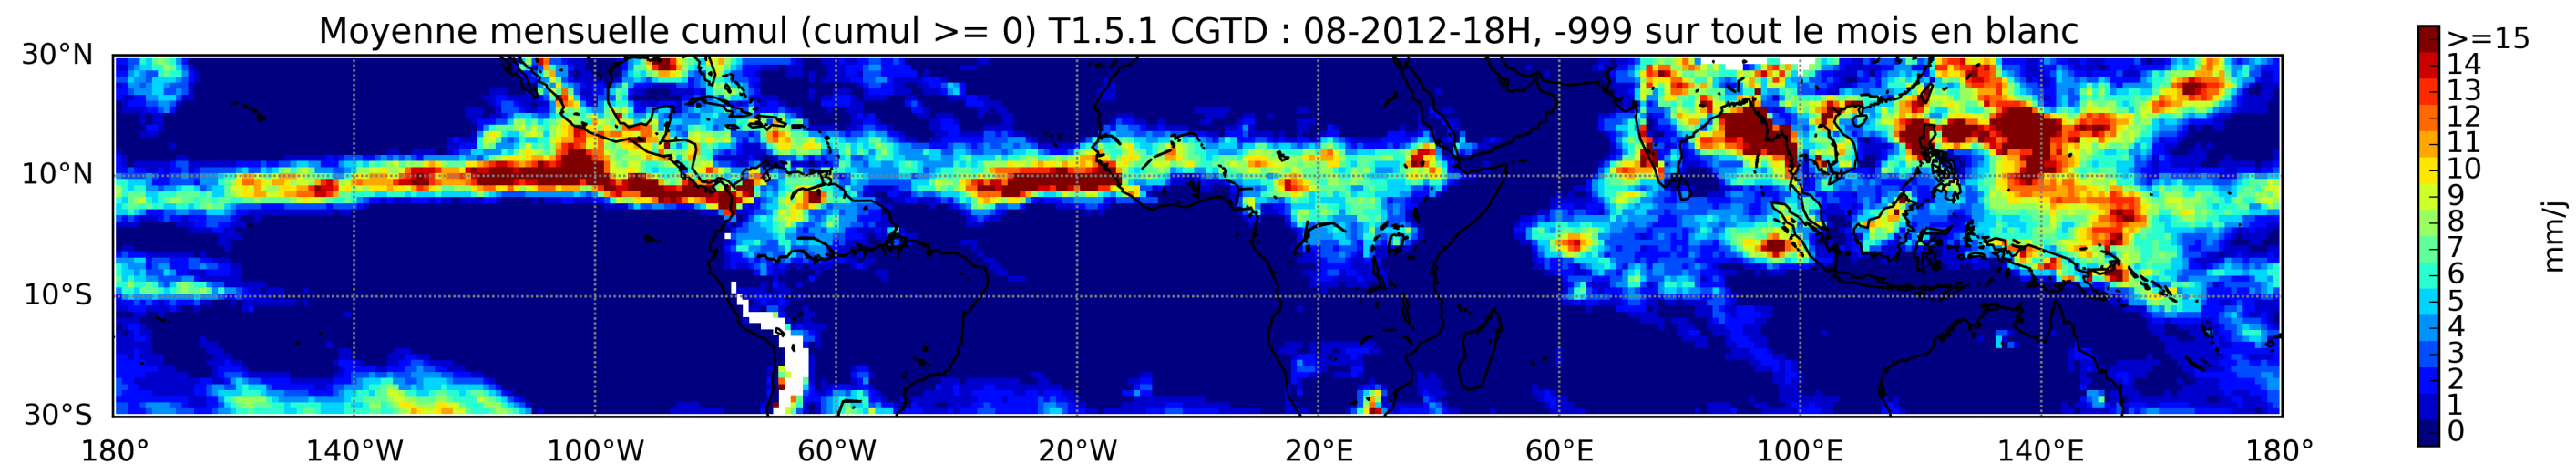 Moyenne mensuelle cumul (cumul >= 0) T1.5.1 CGTD : 08-2012-18H, -999 sur tout le mois en blanc
30°N
10°N
10°S
30°S
180°
140°W
100°W
60°W
20°W
20°E
60°E
100°E
140°E
180°
>=15
14
13
12
11
10
9
8
7
6
5
4
3
2
1
0
mm/j